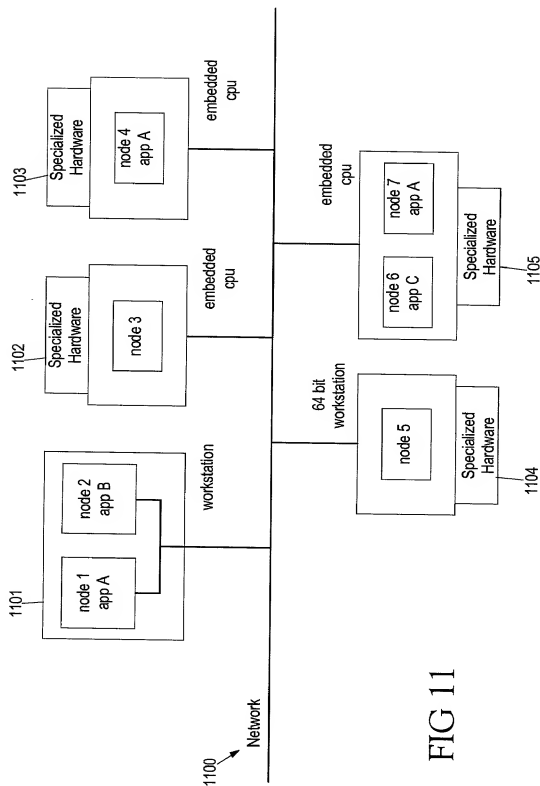 1101
node 1
app A
node 2
app B
workstation
1102
Specialized
Hardware
node 3
embedded
cpu
1103
Specialized
Hardware
node 4
app A
embedded
cpu
1100
Network
64 bit
workstation
node 5
Specialized
Hardware
1104
embedded
cpu
node 6
app C
node 7
app A
Specialized
Hardware
1105
FIG 11